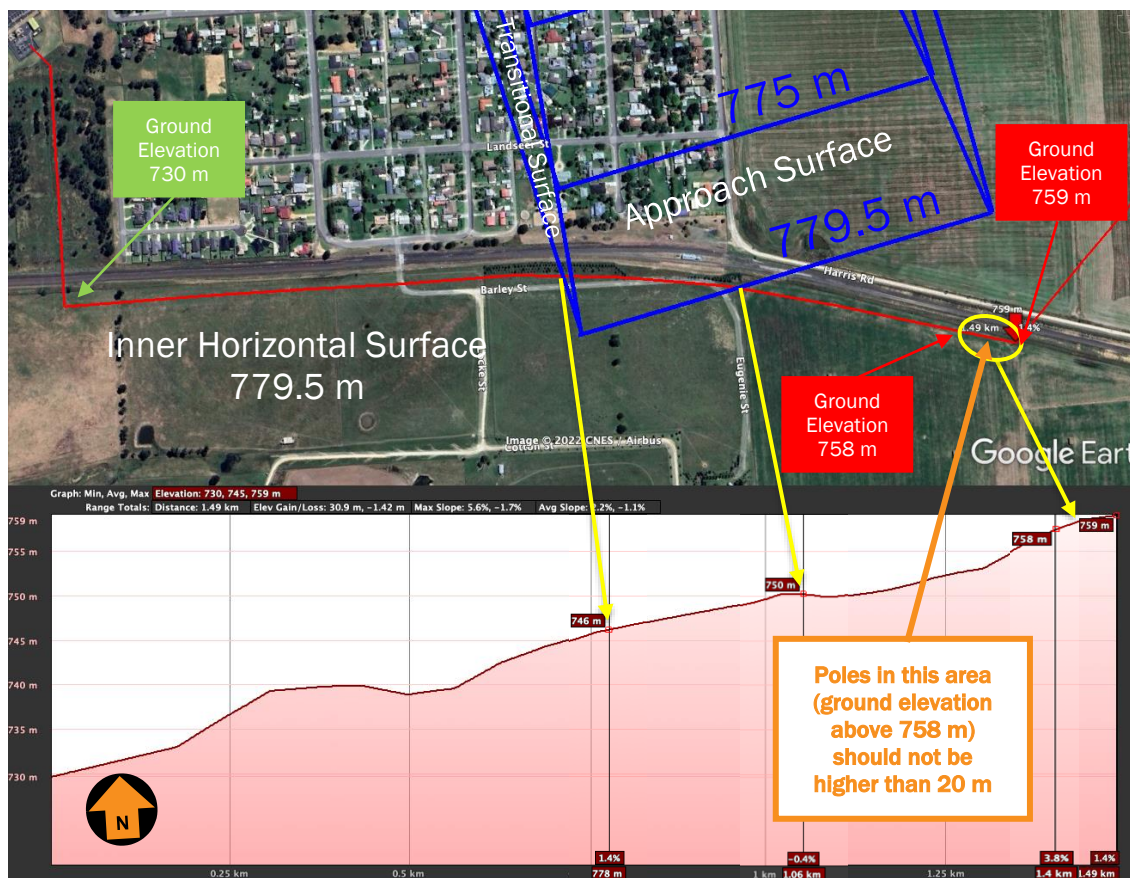 Transitional Surface
775 m
Approach Surface
779.5 m
Ground
Elevation
730 m
Ground
Elevation
759 m
Landseer St
Harris Rd
Barley St
759 m
1.49 km
1.4%
Inner Horizontal Surface
779.5 m
Eugenie St
Ground
Elevation
758 m
Image © 2022 CNES / Airbus
Google Eart
Graph: Min, Avg, Max Elevation: 730, 745, 759 m
Range Totals: Distance: 1.49 km Elev Gain/Loss: 30.9 m, -1.42 m Max Slope: 5.6%, -1.7% Avg Slope: 2.2%, -1.1%
759 m
755 m
750 m
745 m
740 m
735 m
730 m
746 m
750 m
758 m
759 m
Poles in this area
(ground elevation
above 758 m)
should not be
higher than 20 m
N
1.4% -0.4% 3.8% 1.4%
0.25 km 0.5 km 778 m 1 km 1.06 km 1.25 km 1.4 km 1.49 km